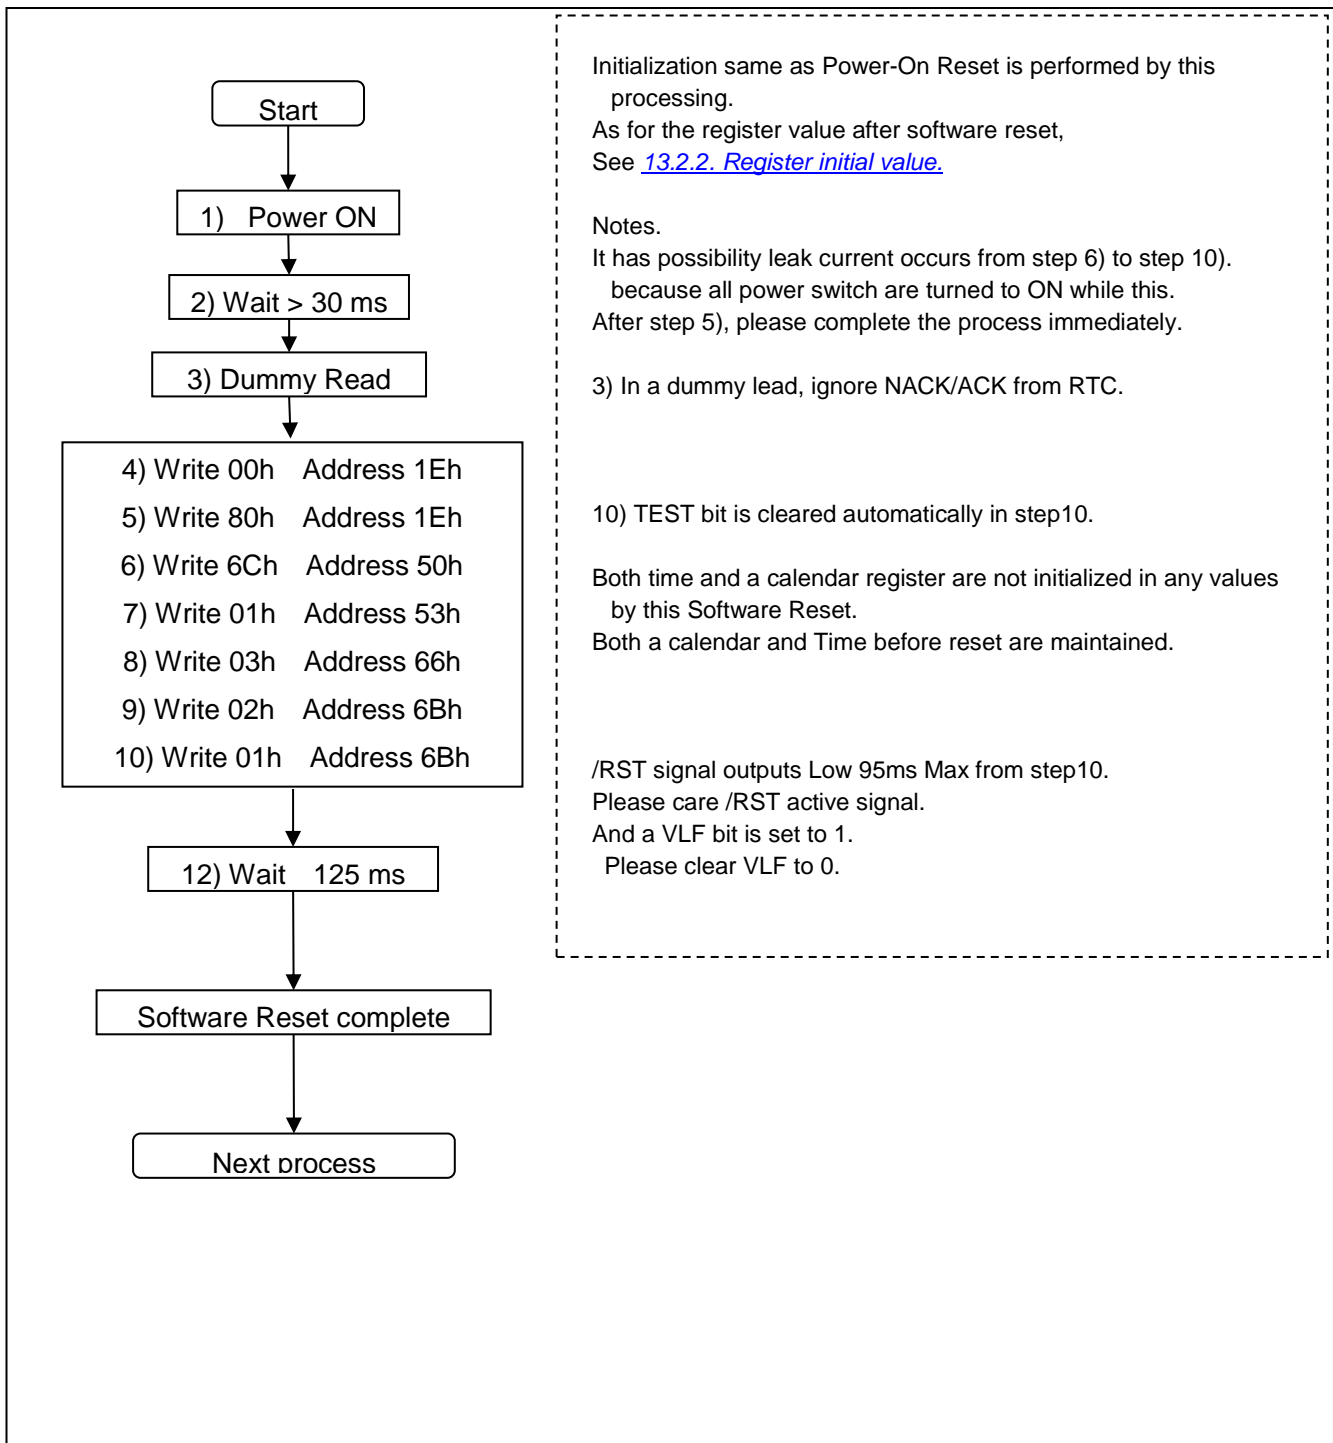 Start
1) Power ON
2) Wait > 30 ms
3) Dummy Read
4) Write 00h Address 1Eh
5) Write 80h Address 1Eh
6) Write 6Ch Address 50h
7) Write 01h Address 53h
8) Write 03h Address 66h
9) Write 02h Address 6Bh
10) Write 01h Address 6Bh
12) Wait 125 ms
Software Reset complete
Next process
Initialization same as Power-On Reset is performed by this
processing.
As for the register value after software reset,
See 13.2.2. Register initial value.
Notes.
It has possibility leak current occurs from step 6) to step 10).
because all power switch are turned to ON while this.
After step 5), please complete the process immediately.
3) In a dummy lead, ignore NACK/ACK from RTC.
10) TEST bit is cleared automatically in step10.
Both time and a calendar register are not initialized in any values
by this Software Reset.
Both a calendar and Time before reset are maintained.
/RST signal outputs Low 95ms Max from step10.
Please care /RST active signal.
And a VLF bit is set to 1.
Please clear VLF to 0.